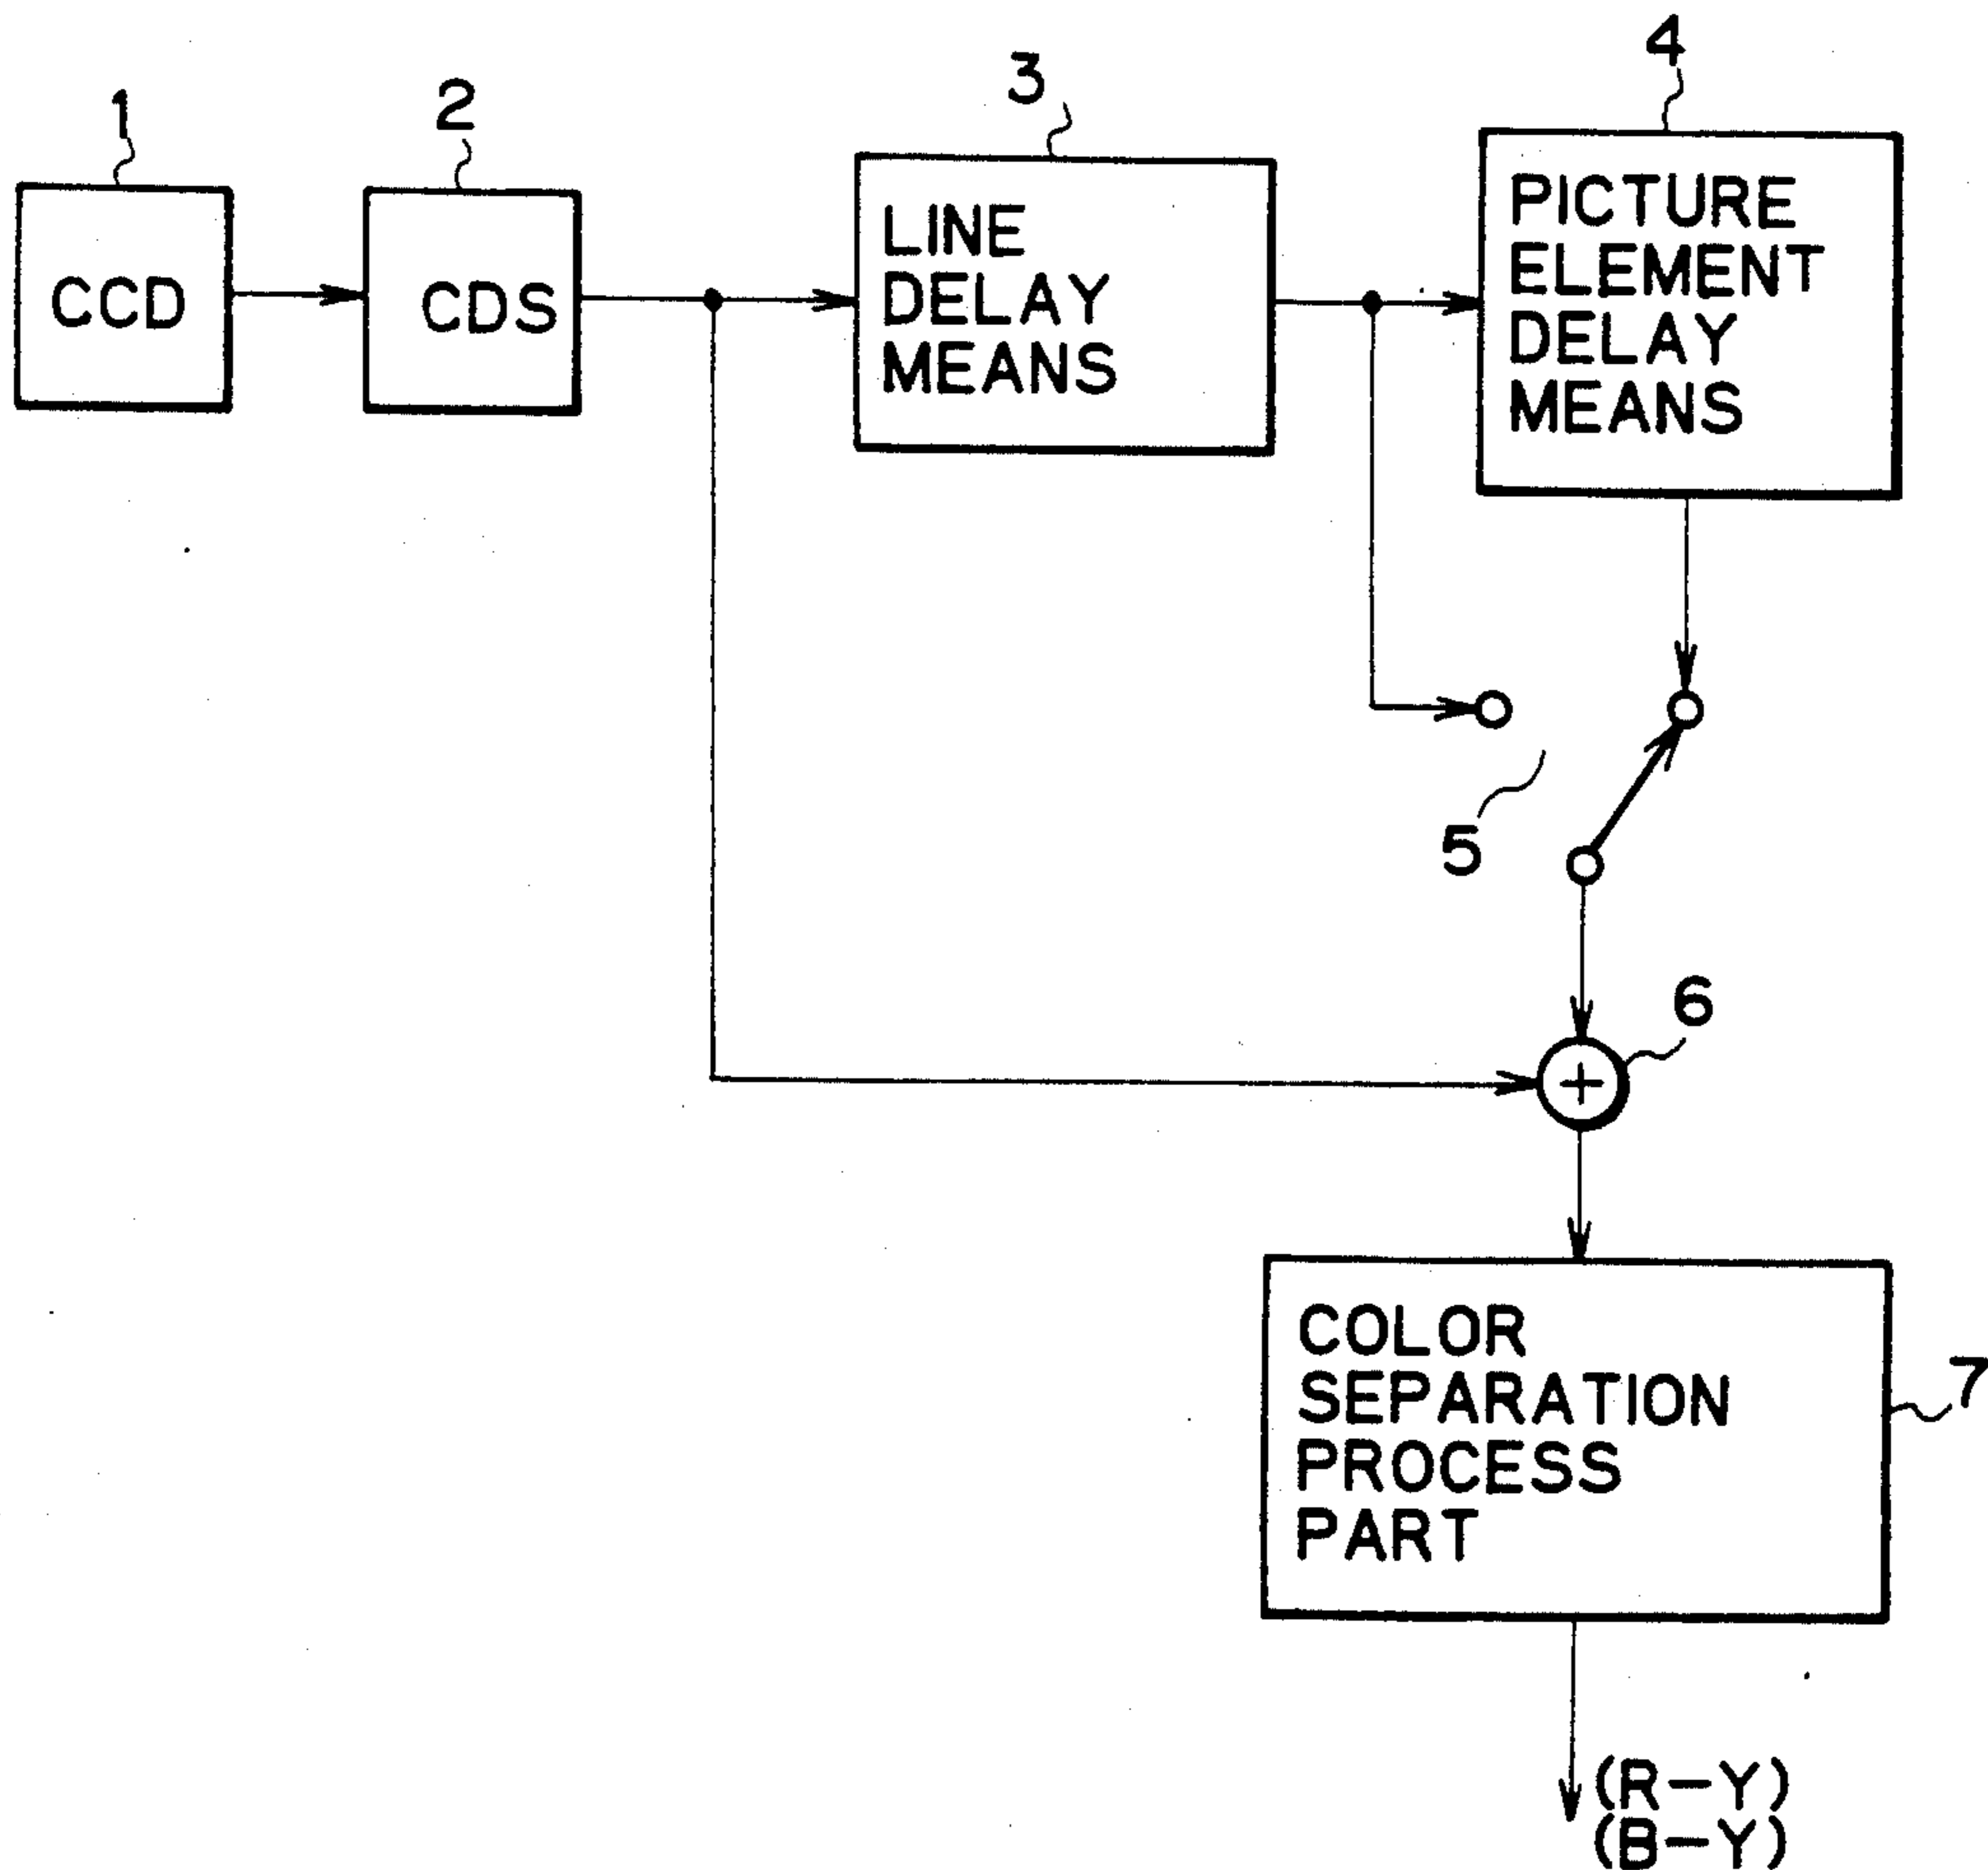 1
2
3
4
CCD
CDS
LINE
DELAY
MEANS
PICTURE
ELEMENT
DELAY
MEANS
5
6
+
COLOR
SEPARATION
PROCESS
PART
7
(R-Y)
(B-Y)